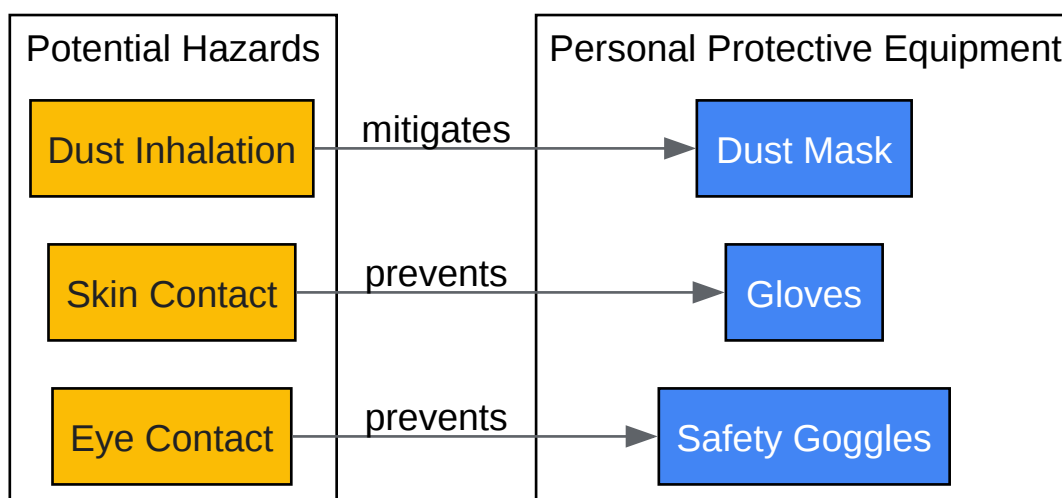 Potential Hazards
Personal Protective Equipment
Dust Inhalation
mitigates
Dust Mask
Skin Contact
prevents
Gloves
Eye Contact
prevents
Safety Goggles